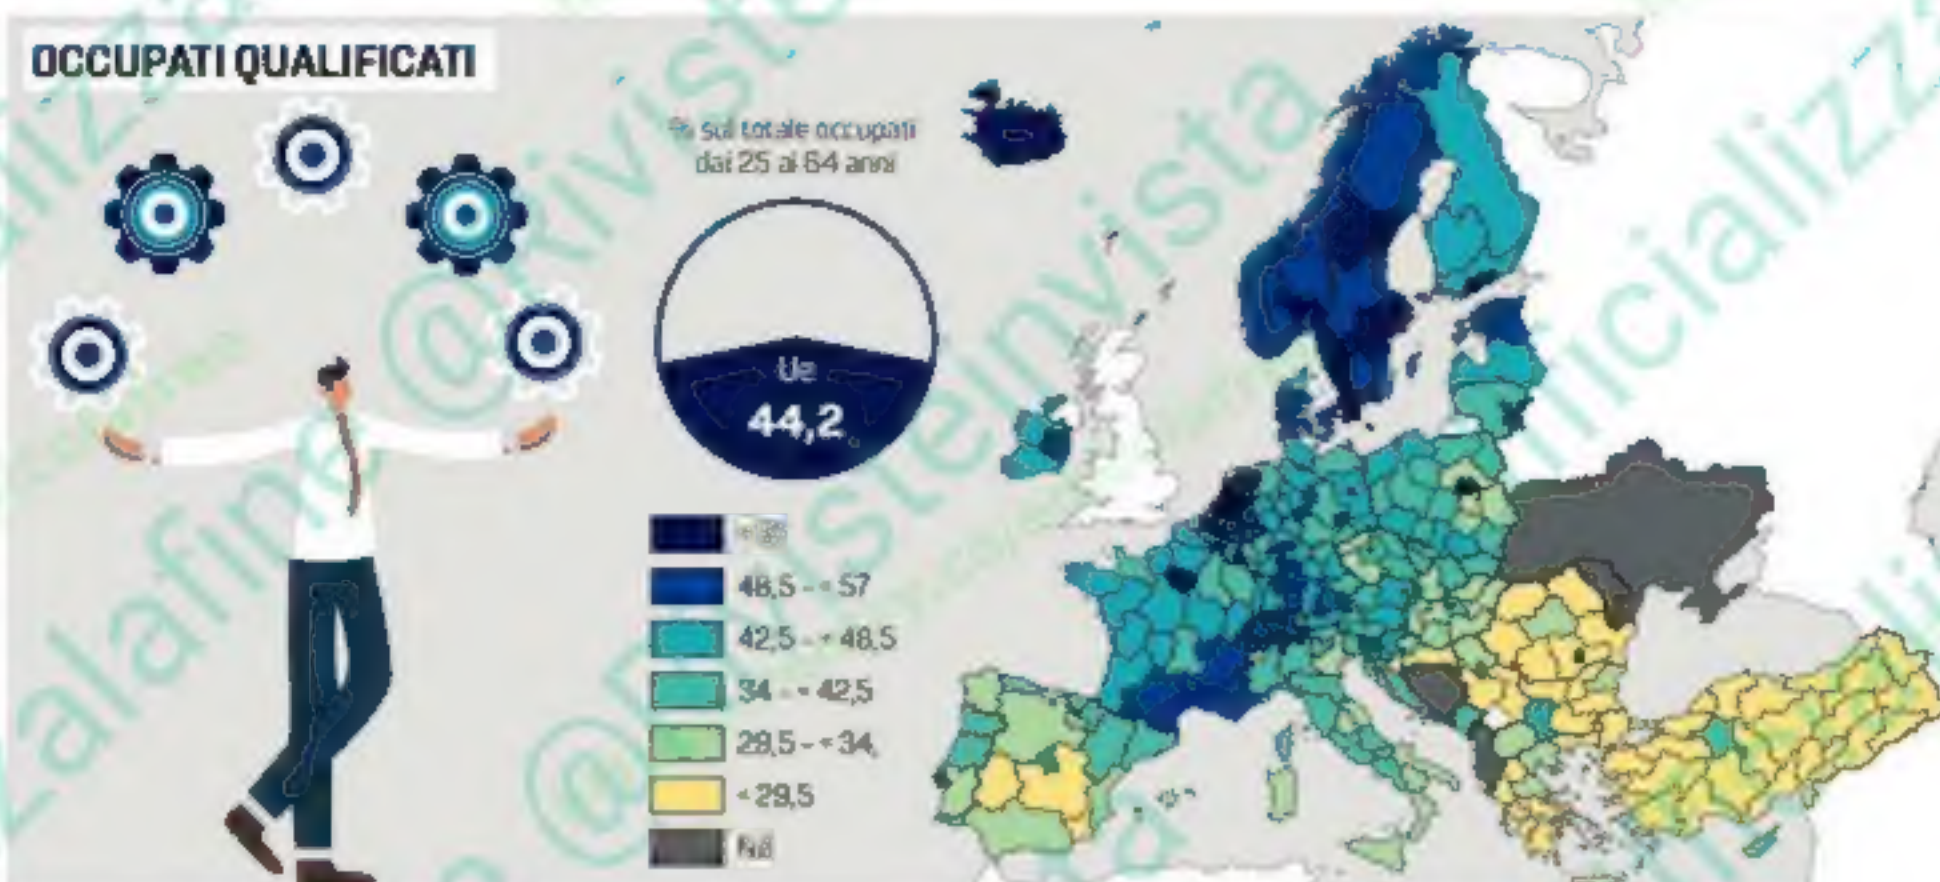 OCCUPATI QUALIFICATI
% sul totale occupati
dai 25 ai 64 anni
Ue
44,2
48,5 - < 57
42,5 - < 48,5
34 - < 42,5
29,5 - < 34
< 29,5
Nd
@Rivisteinvista